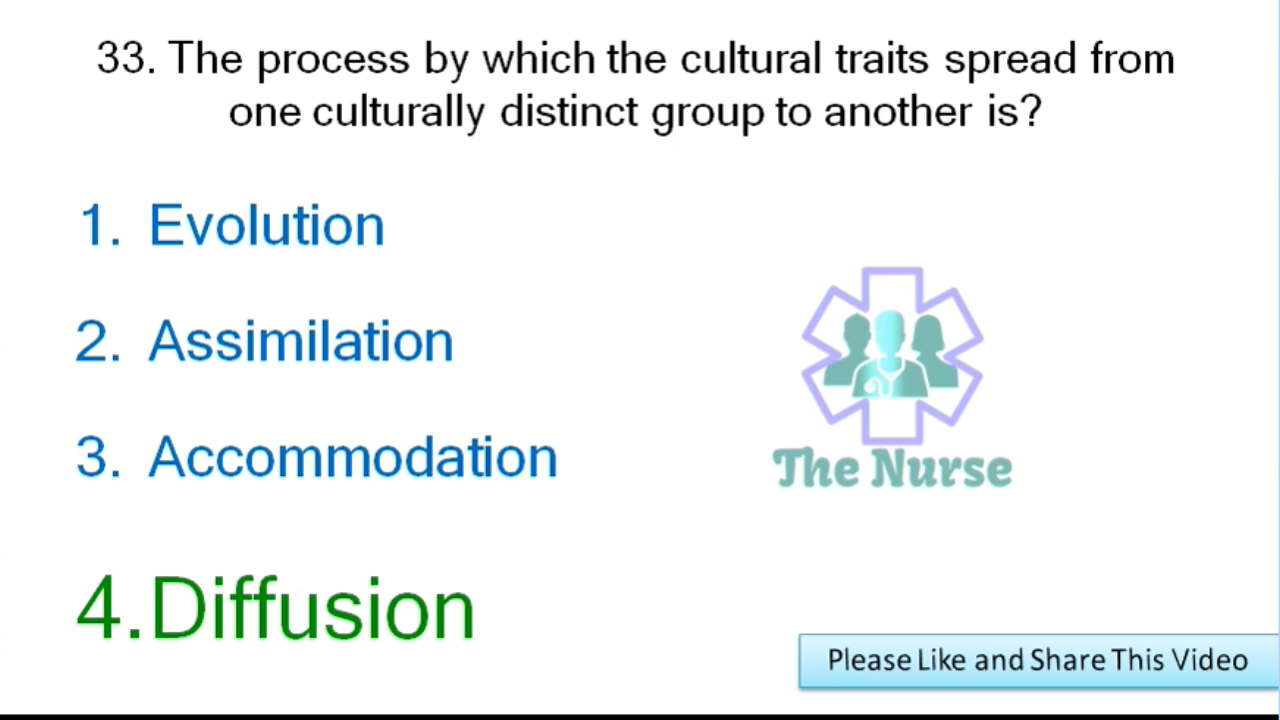 33. The process by which the cultural traits spread from
one culturally distinct group to another is?
1. Evolution
2. Assimilation
3. Accommodation
The Nurse
4.Diffusion
Please Like and Share This Video